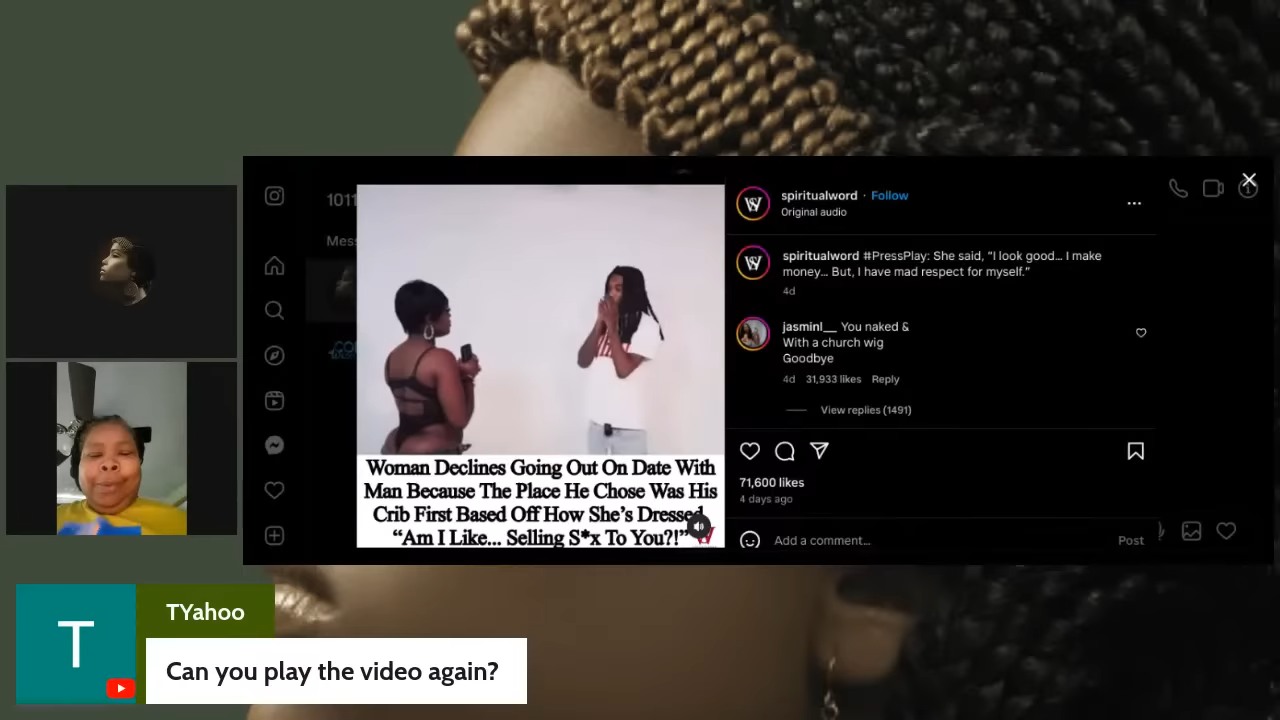 1011
Mess
Woman Declines Going Out On Date With
Man Because The Place He Chose Was His
Crib First Based Off How She's Dressed
“Am I Like... Selling S*x To You?!”
spiritualword · Follow
Original audio
spiritualword #PressPlay: She said, “I look good... I make
money... But, I have mad respect for myself.”
4d
jasminl__ You naked &
With a church wig
Goodbye
4d 31,933 likes Reply
View replies (1491)
71,600 likes
4 days ago
Add a comment... Post
T
TYahoo
Can you play the video again?